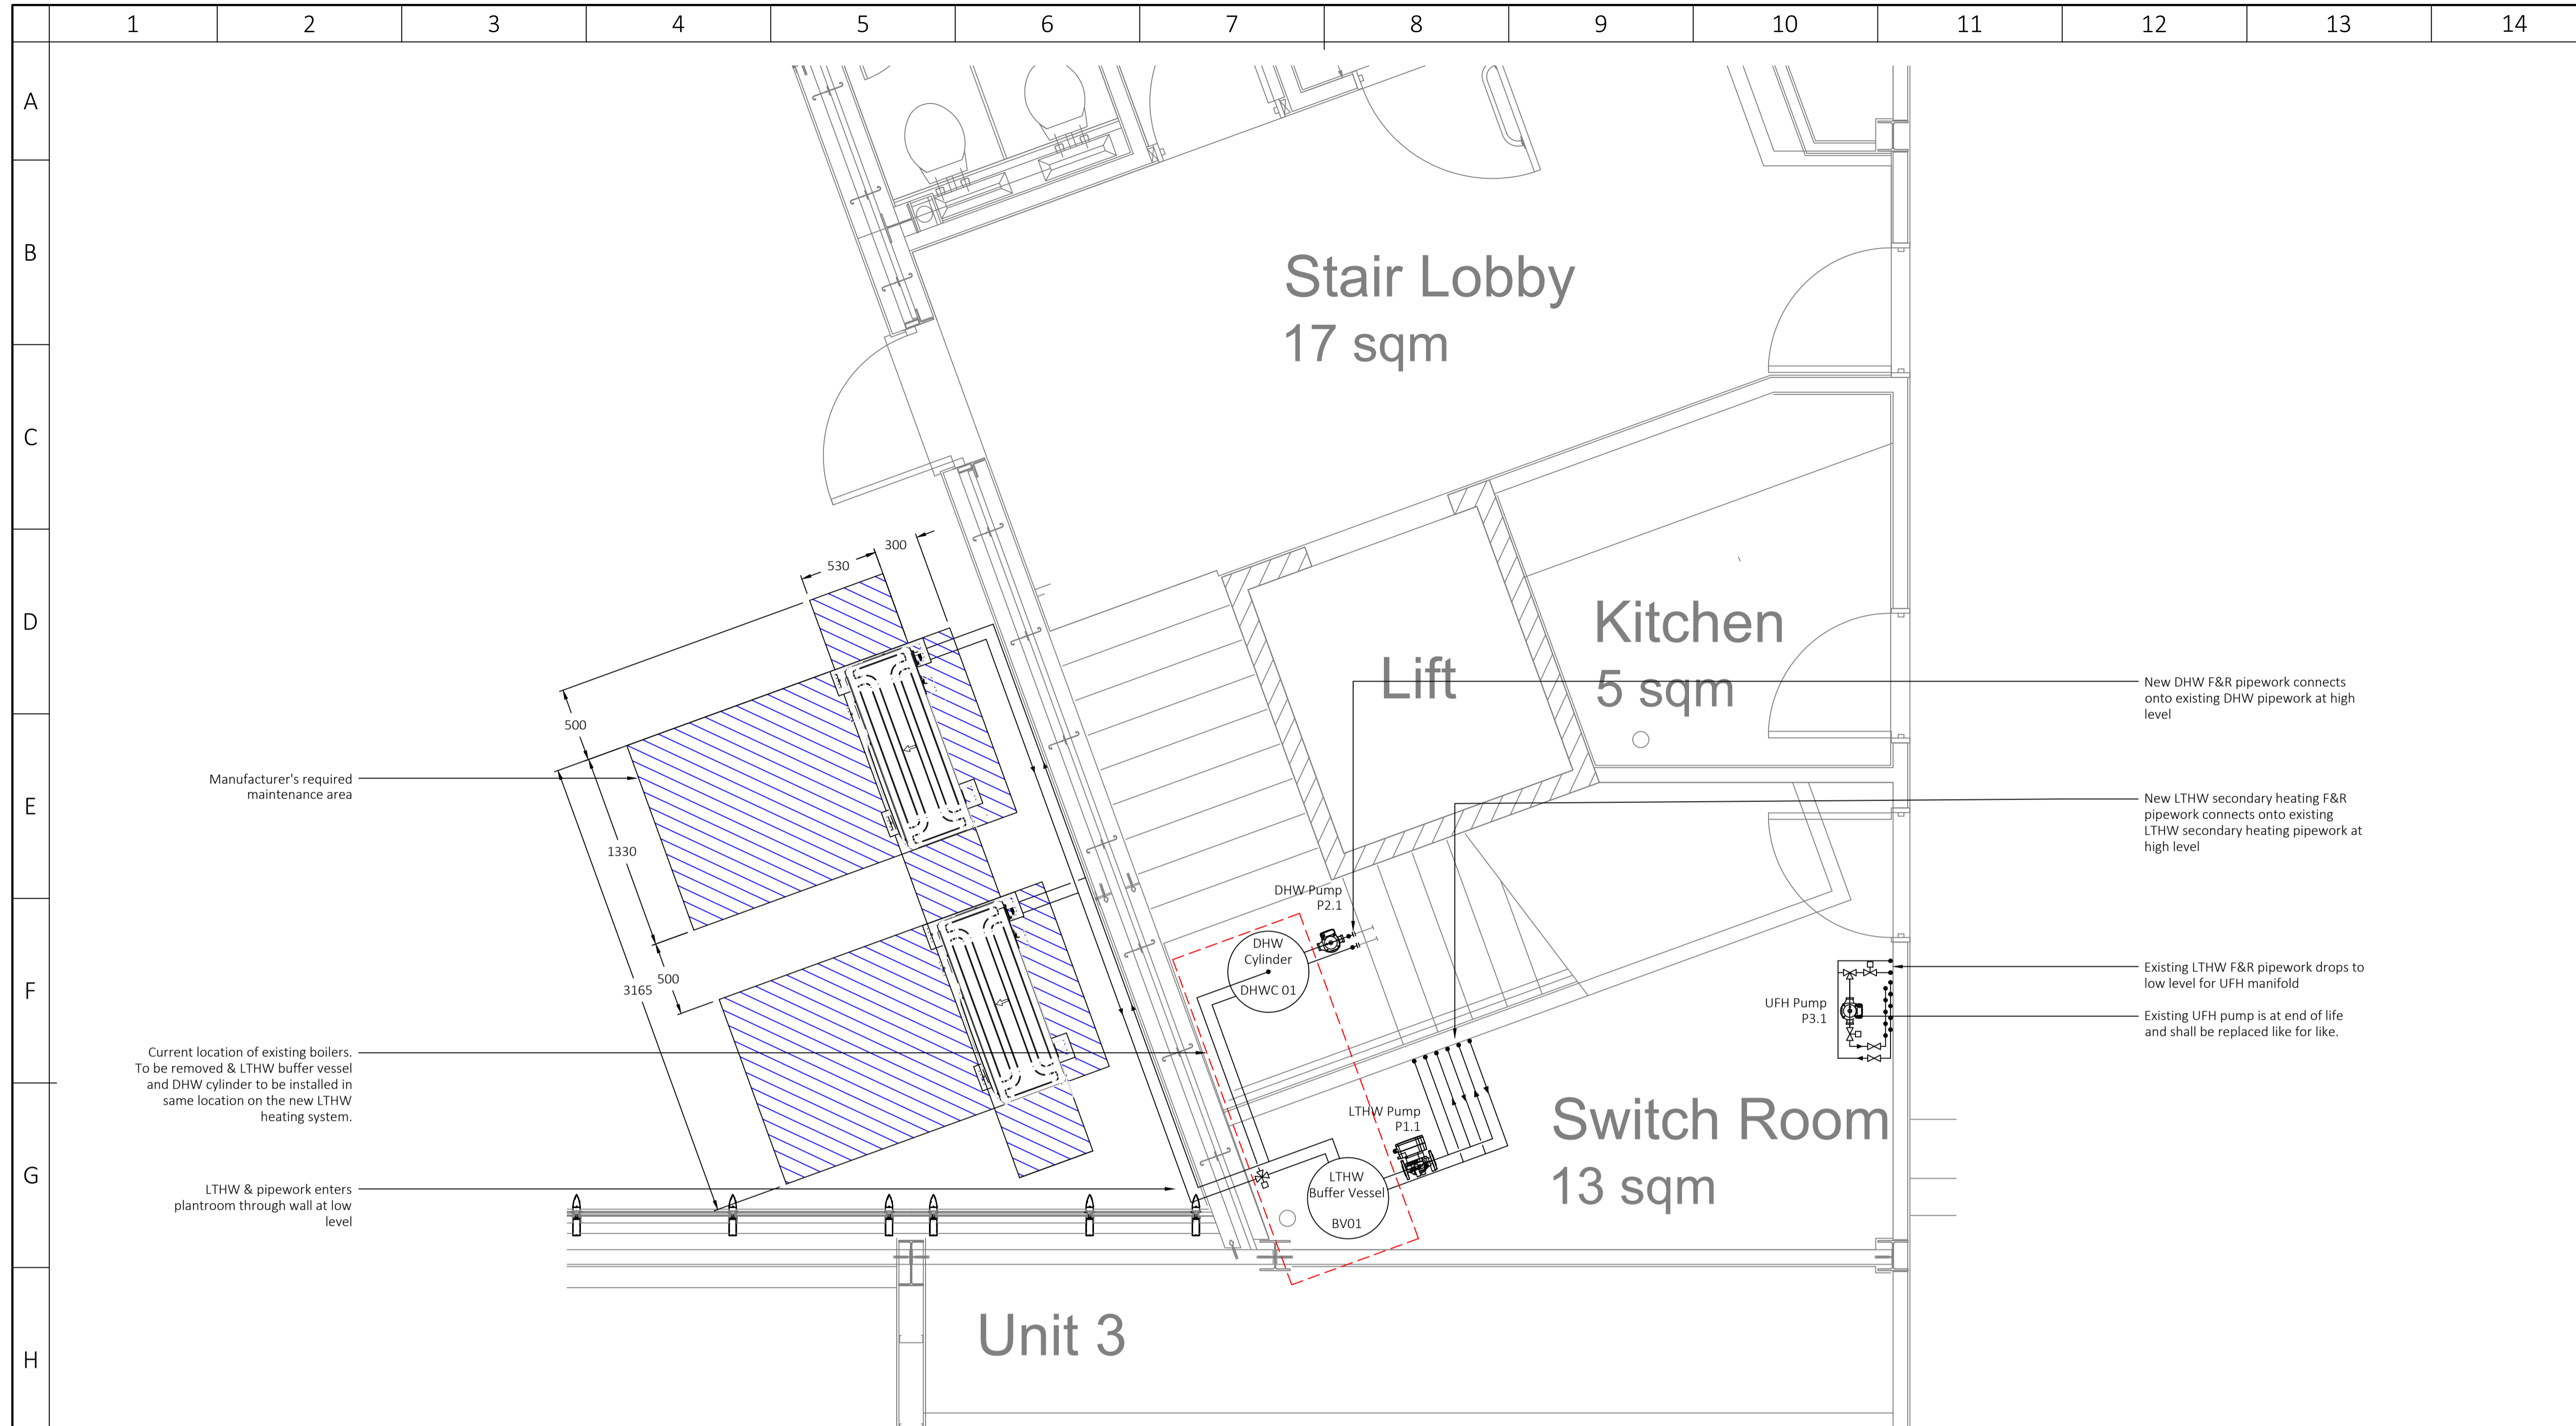 1 2 3 4 5 6 7 8 9 10 11 12 13 14
A
B
C
D
E
F
G
H
Stair Lobby
17 sqm
300
530
Kitchen
5 sqm
Lift
New DHW F&R pipework connects
onto existing DHW pipework at high
level
500
Manufacturer's required
maintenance area
New LTHW secondary heating F&R
pipework connects onto existing
LTHW secondary heating pipework at
high level
1330
DHW Pump
P2.1
DHW
Cylinder
DHWC 01
500
3165
Existing LTHW F&R pipework drops to
low level for UFH manifold
UFH Pump
P3.1
Existing UFH pump is at end of life
and shall be replaced like for like.
Current location of existing boilers.
To be removed & LTHW buffer vessel
and DHW cylinder to be installed in
same location on the new LTHW
heating system.
LTHW Pump
P1.1
Switch Room
13 sqm
LTHW & pipework enters
plantroom through wall at low
level
LTHW
Buffer Vessel
BV01
Unit 3